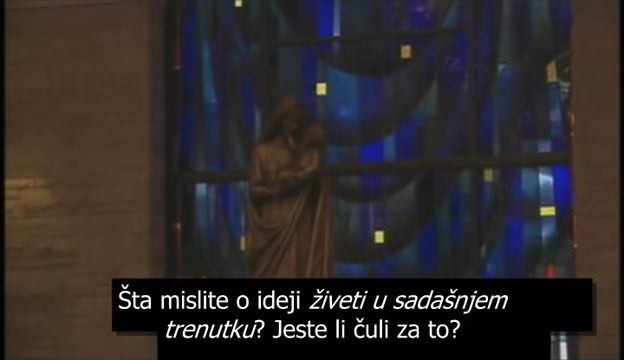 Šta mislite o ideji živeti u sadašnjem
trenutku? Jeste li čuli za to?